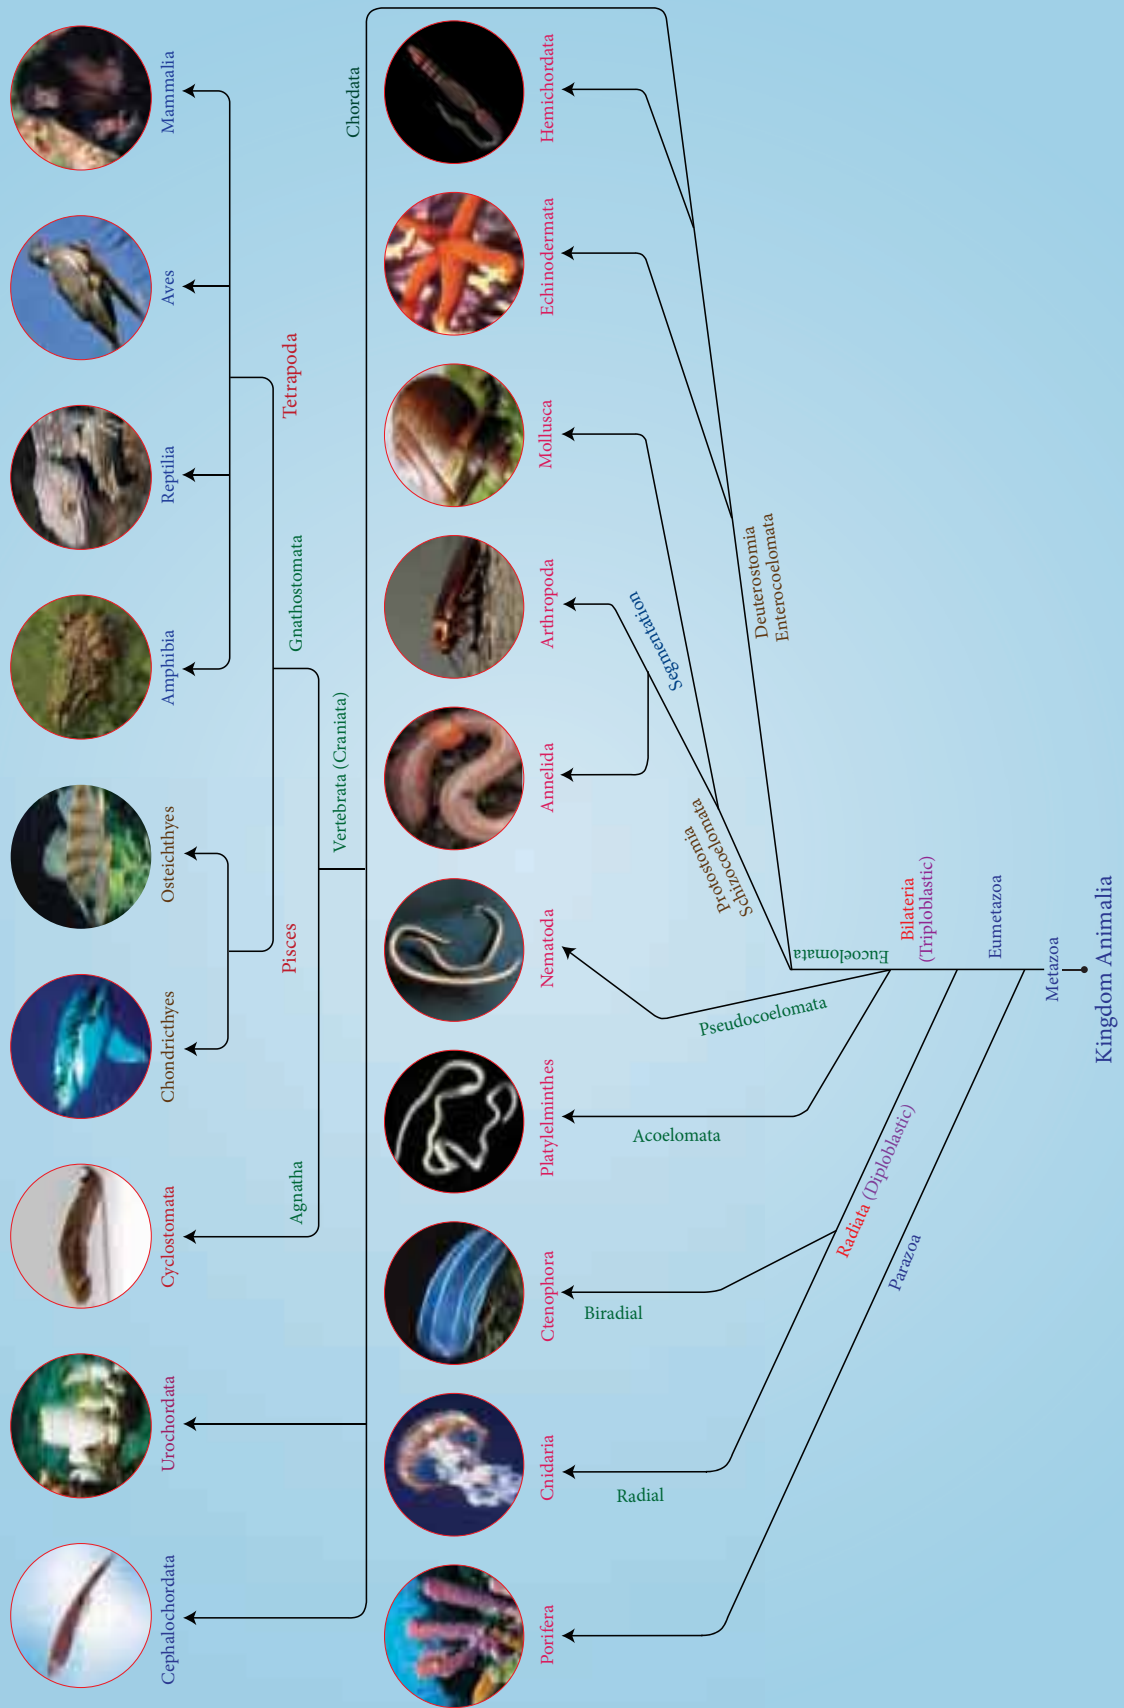 Cephalochordata
Urochordata
Cyclostomata
Chondricthyes
Osteichthyes
Amphibia
Reptilia
Aves
Mammalia
Pisces
Tetrapoda
Agnatha
Gnathostomata
Vertebrata (Craniata)
Chordata
Porifera
Cnidaria
Ctenophora
Platylelminthes
Nematoda
Annelida
Arthropoda
Mollusca
Echinodermata
Hemichordata
Radial
Biradial
Acoelomata
Pseudocoelomata
Segmentation
Protostomia
Schizocoelomata
Deuterostomia
Enterocoelomata
Eucoelomata
Parazoa
Radiata (Diploblastic)
Bilateria
(Triploblastic)
Eumetazoa
Metazoa
Kingdom Animalia